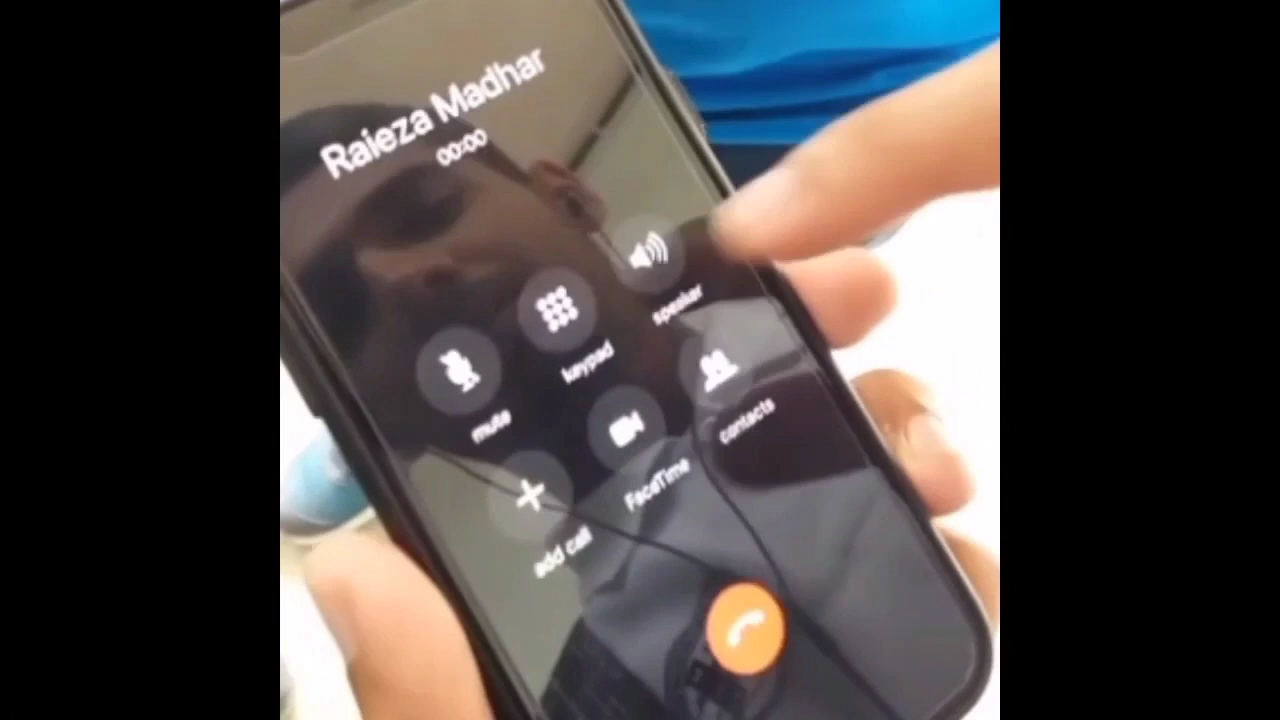 Raieza Madhar
00:00
mute
keypad
speaker
add call
FaceTime
contacts